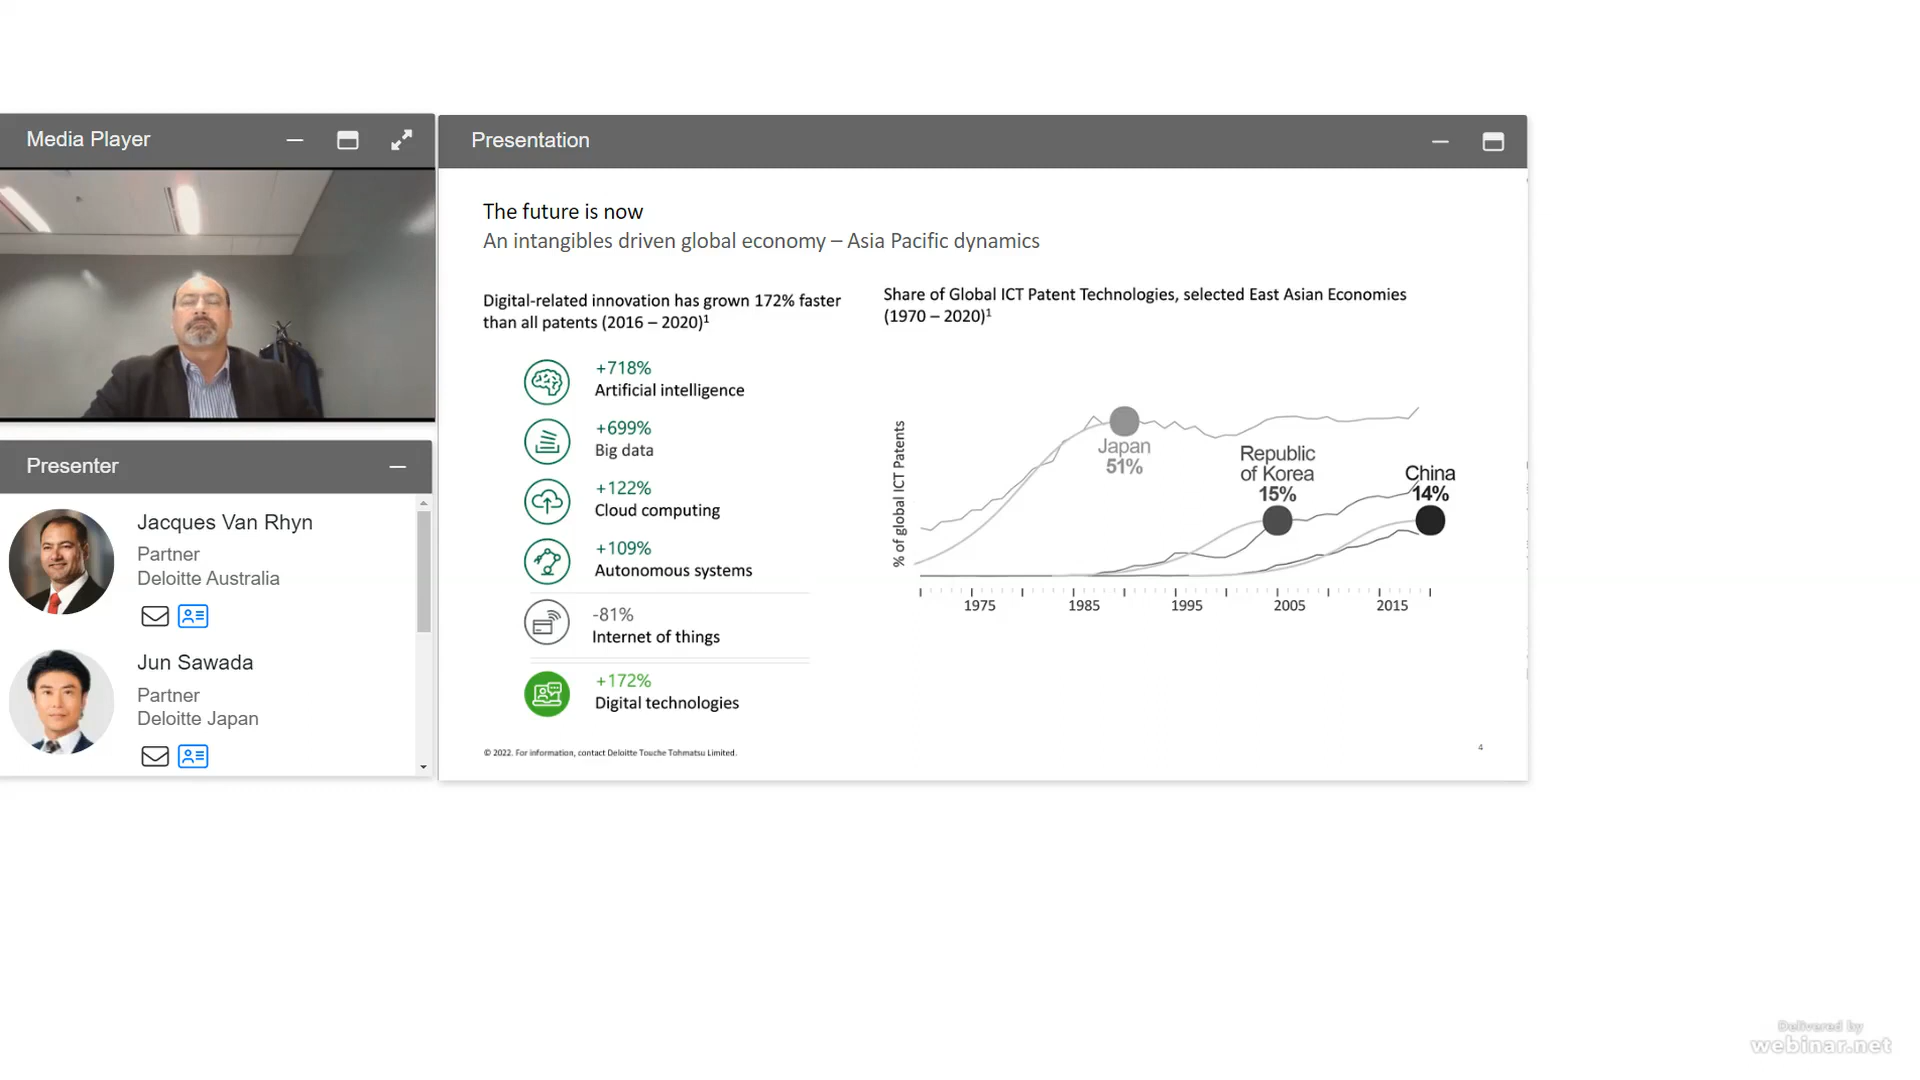 Media Player
Presenter
Jacques Van Rhyn
Partner
Deloitte Australia
Jun Sawada
Partner
Deloitte Japan
Presentation
The future is now
An intangibles driven global economy – Asia Pacific dynamics
Digital-related innovation has grown 172% faster
than all patents (2016 – 2020)¹
+718%
Artificial intelligence
+699%
Big data
+122%
Cloud computing
+109%
Autonomous systems
-81%
Internet of things
+172%
Digital technologies
Share of Global ICT Patent Technologies, selected East Asian Economies
(1970 – 2020)¹
% of global ICT Patents
Japan
51%
Republic
of Korea
15%
China
14%
1975
1985
1995
2005
2015
© 2022. For information, contact Deloitte Touche Tohmatsu Limited.
4
Delivered by
webinar.net